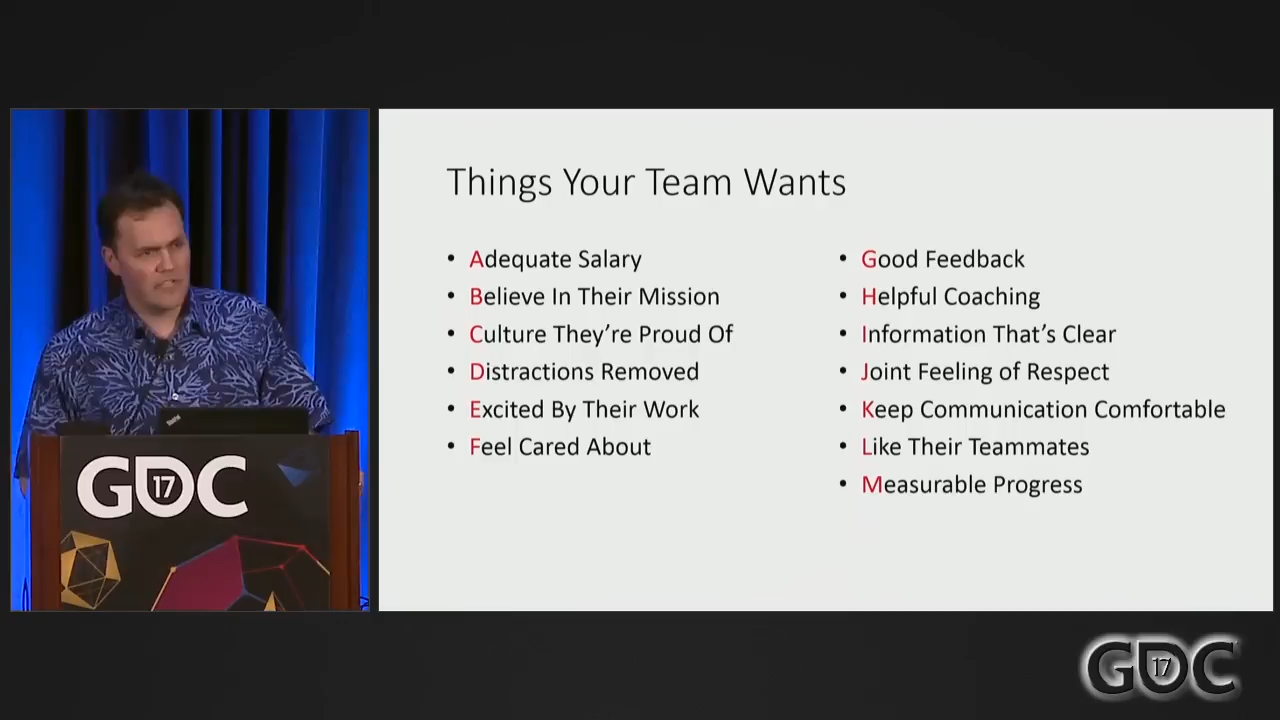 Things Your Team Wants
• Adequate Salary
• Believe In Their Mission
• Culture They're Proud Of
• Distractions Removed
• Excited By Their Work
• Feel Cared About
• Good Feedback
• Helpful Coaching
• Information That's Clear
• Joint Feeling of Respect
• Keep Communication Comfortable
• Like Their Teammates
• Measurable Progress
GDC
17
GDC
17